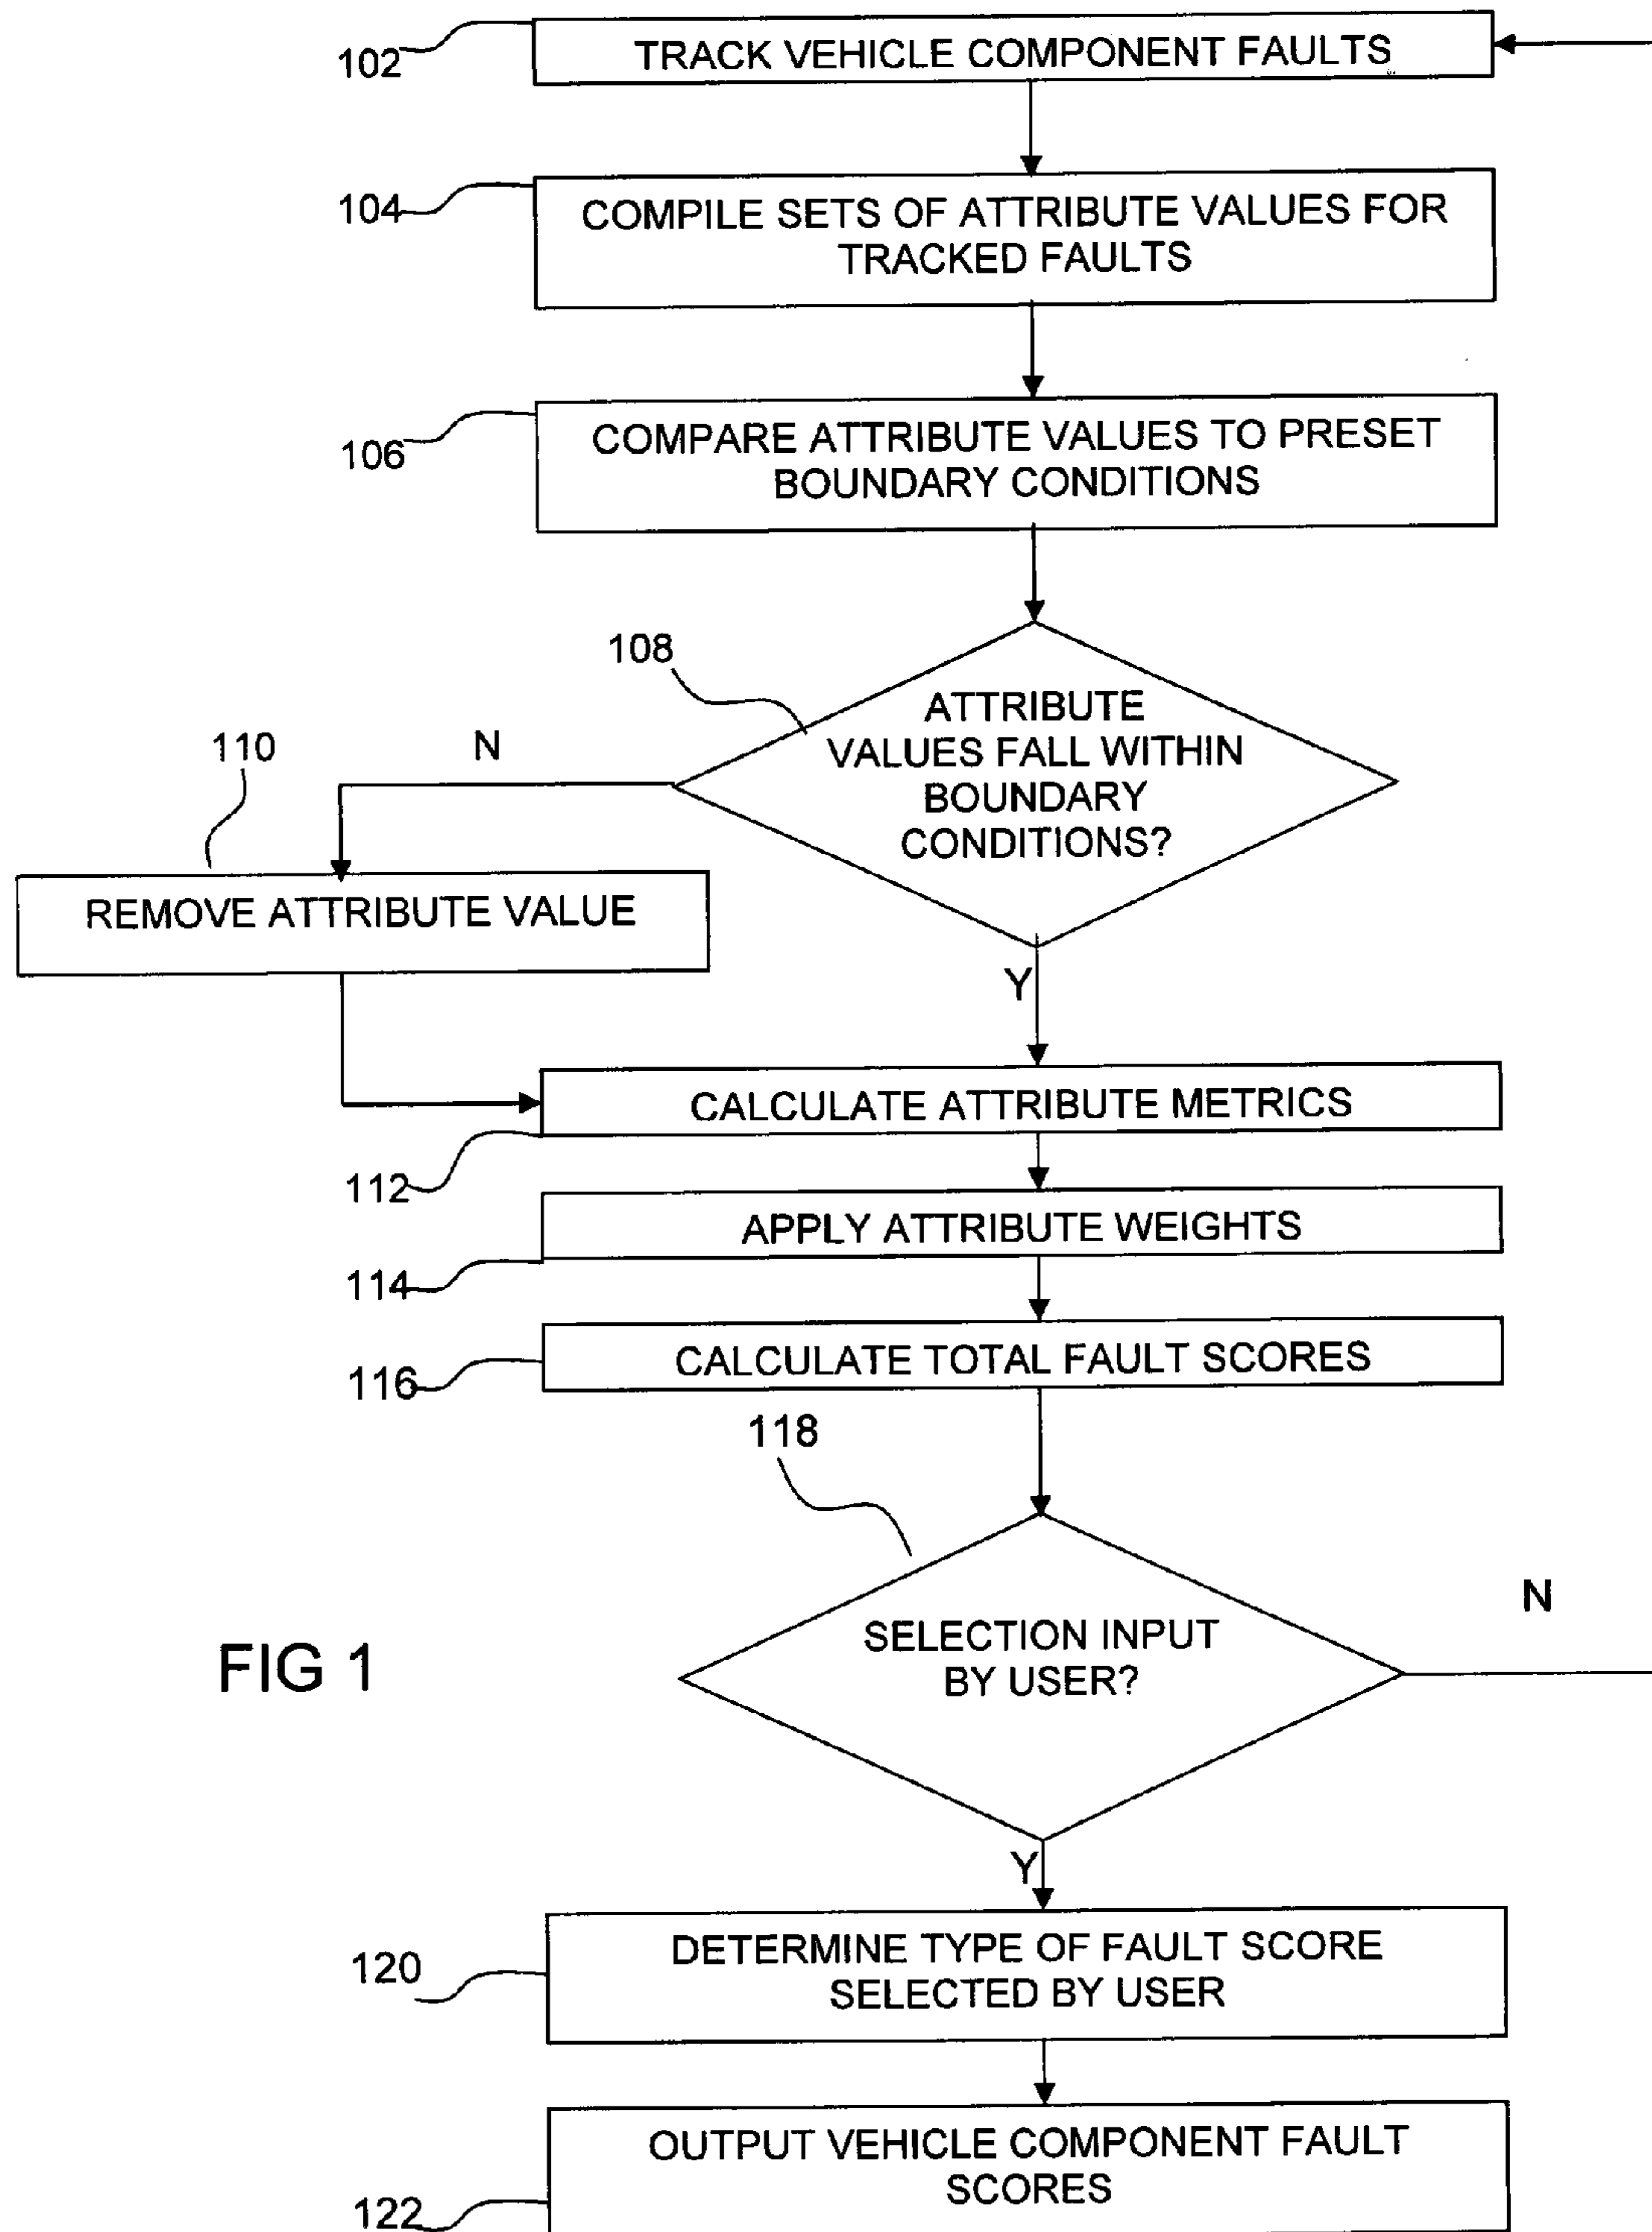 102
TRACK VEHICLE COMPONENT FAULTS
104
COMPILE SETS OF ATTRIBUTE VALUES FOR
TRACKED FAULTS
106
COMPARE ATTRIBUTE VALUES TO PRESET
BOUNDARY CONDITIONS
108
ATTRIBUTE
VALUES FALL WITHIN
BOUNDARY
CONDITIONS?
N
110
REMOVE ATTRIBUTE VALUE
Y
CALCULATE ATTRIBUTE METRICS
112
APPLY ATTRIBUTE WEIGHTS
114
CALCULATE TOTAL FAULT SCORES
116
118
SELECTION INPUT
BY USER?
N
FIG 1
Y
DETERMINE TYPE OF FAULT SCORE
SELECTED BY USER
120
OUTPUT VEHICLE COMPONENT FAULT
SCORES
122